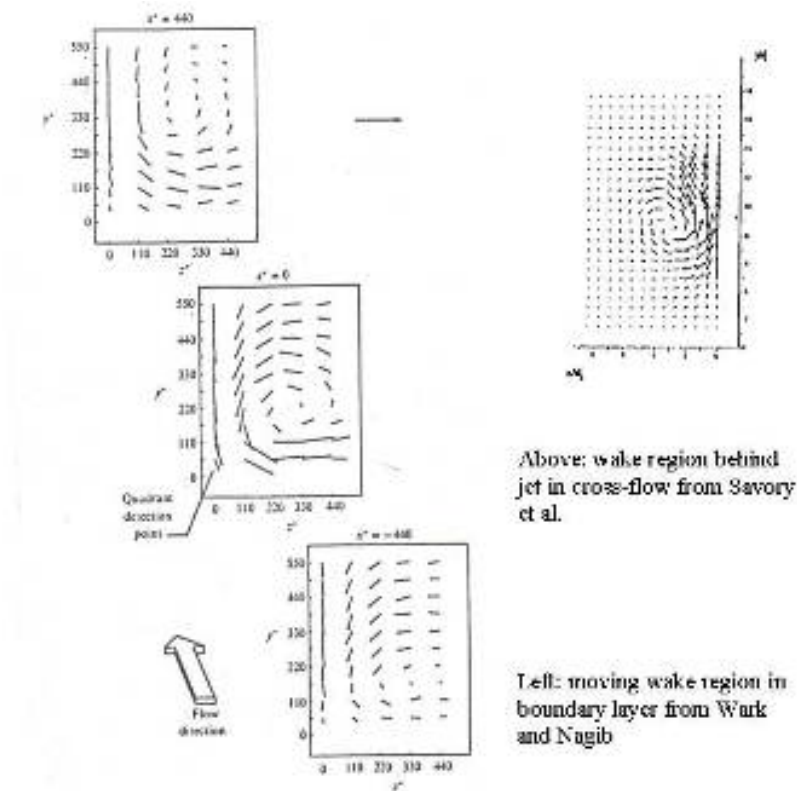 x⁺ = 440
550
440
330
220
110
0
0 110 220 330 440
x⁺ = 0
550
440
330
220
110
0
Quadrant
detection
point
0 110 220 330 440
x⁺ = -440
550
440
330
220
110
0
0 110 220 330 440
Flow
direction
Above: wake region behind
jet in cross-flow from Savory
et al.
Left: moving wake region in
boundary layer from Wark
and Nagib